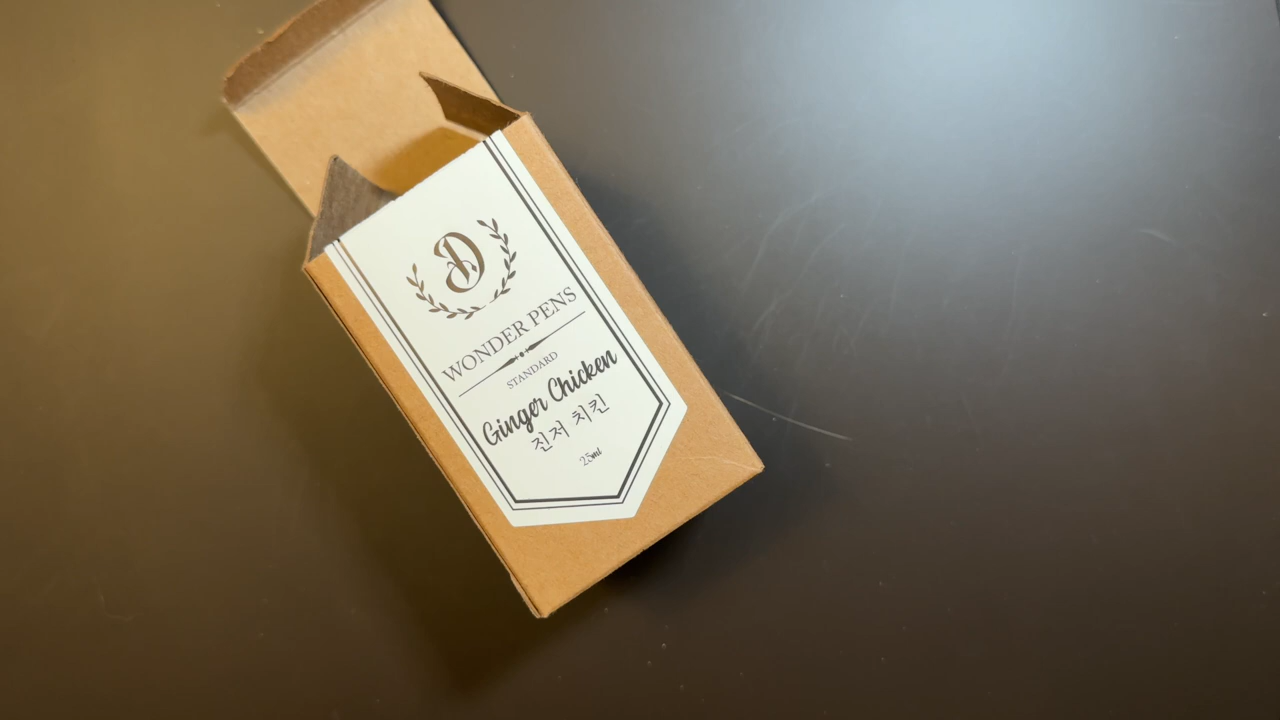 D
WONDER PENS
STANDARD
Ginger Chicken
진저 치킨
25ml